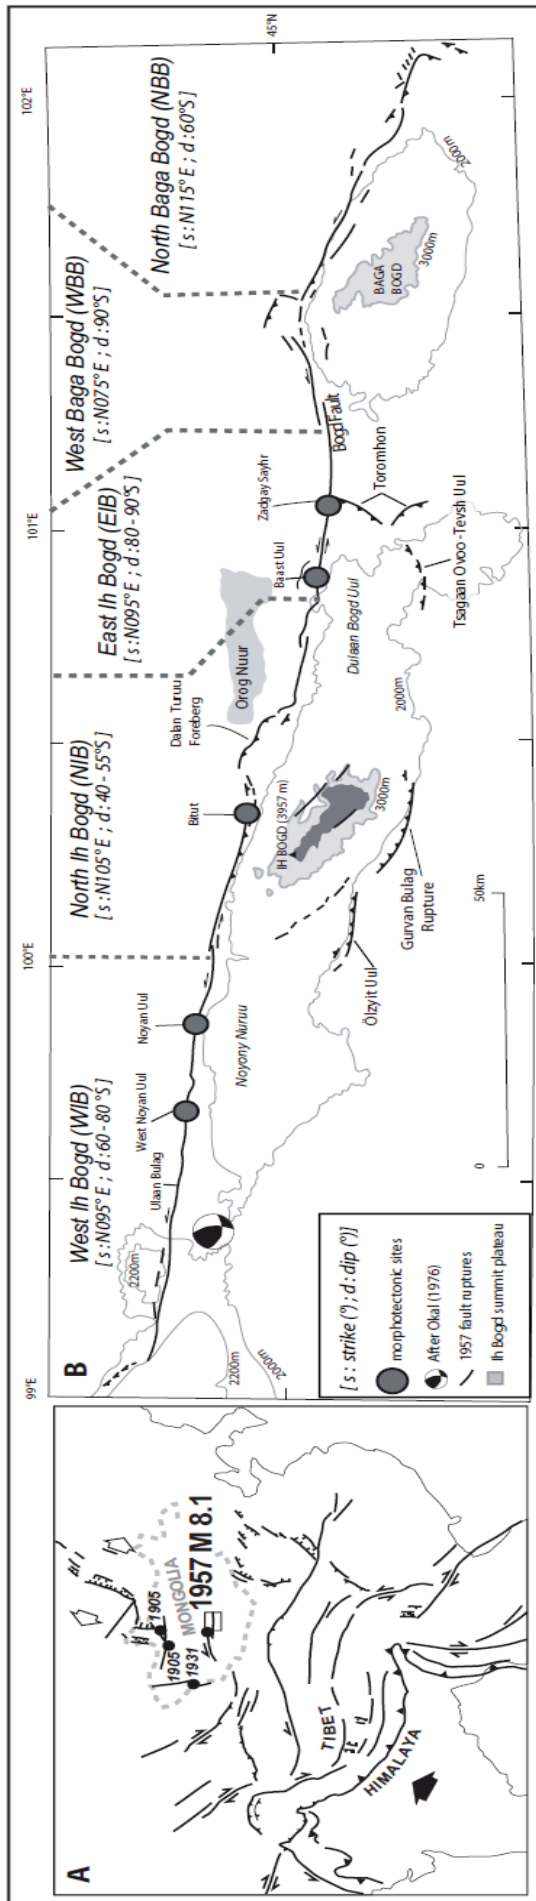 A
1905
1905
1931
MONGOLIA
1957 M 8.1
TIBET
HIMALAYA
B
99°E
100°E
101°E
102°E
45°N
West Ih Bogd (WIB)
[ s:N095° E ; d:60 - 80°S]
North Ih Bogd (NIB)
[ s:N105° E ; d:40 - 55°S]
East Ih Bogd (EIB)
[ s:N095° E ; d:80 - 90°S]
West Baga Bogd (WBB)
[ s:N075° E ; d:90°S]
North Baga Bogd (NBB)
[ s:N115° E ; d:60°S]
2200m
2200m
2000m
Ulaan Bulag
West Noyan Uul
Noyan Uul
Bitut
Dalan Turuu
Foreberg
Orog Nuur
Baast Uul
Zadgay Sayhr
Bogd Fault
Noyony Nuruu
IH BOGD (3957 m)
3000m
Dulaan Bogd Uul
2000m
Toromhon
Tsagaan Ovoo -Tevsh Uul
BAGA
BOGD
3000m
2000m
Ölzyit Uul
Gurvan Bulag
Rupture
0
50km
[ s : strike (°) ; d : dip (°)]
morphotectonic sites
After Okal (1976)
1957 fault ruptures
Ih Bogd summit plateau